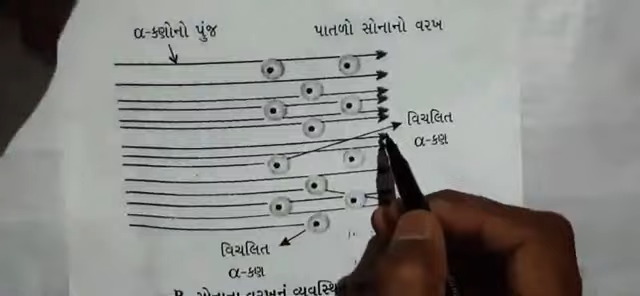 α-કણોનો પુંજ
પાતળો સોનાનો વરખ
વિચલિત
α-કણ
વિચલિત
α-કણ